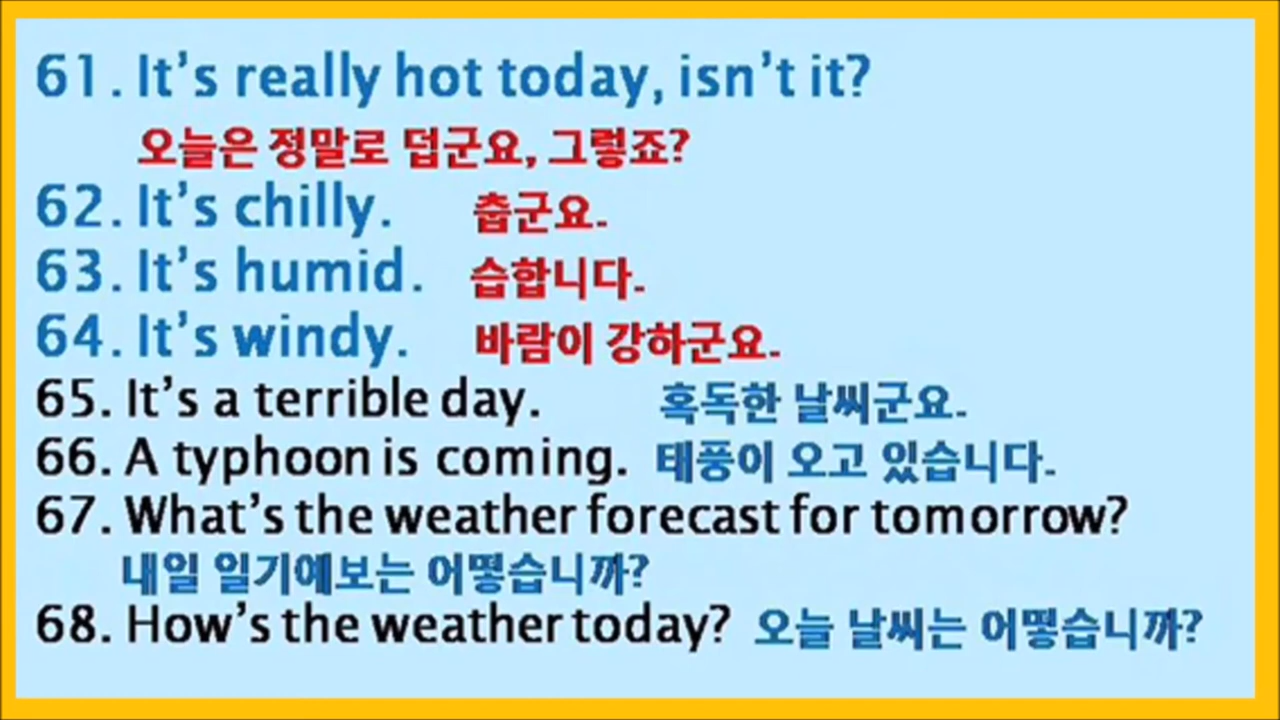 61. It's really hot today, isn't it?
오늘은 정말로 덥군요, 그렇죠?
62. It's chilly. 춥군요.
63. It's humid. 습합니다.
64. It's windy. 바람이 강하군요.
65. It's a terrible day. 혹독한 날씨군요.
66. A typhoon is coming. 태풍이 오고 있습니다.
67. What's the weather forecast for tomorrow?
내일 일기예보는 어떻습니까?
68. How's the weather today? 오늘 날씨는 어떻습니까?